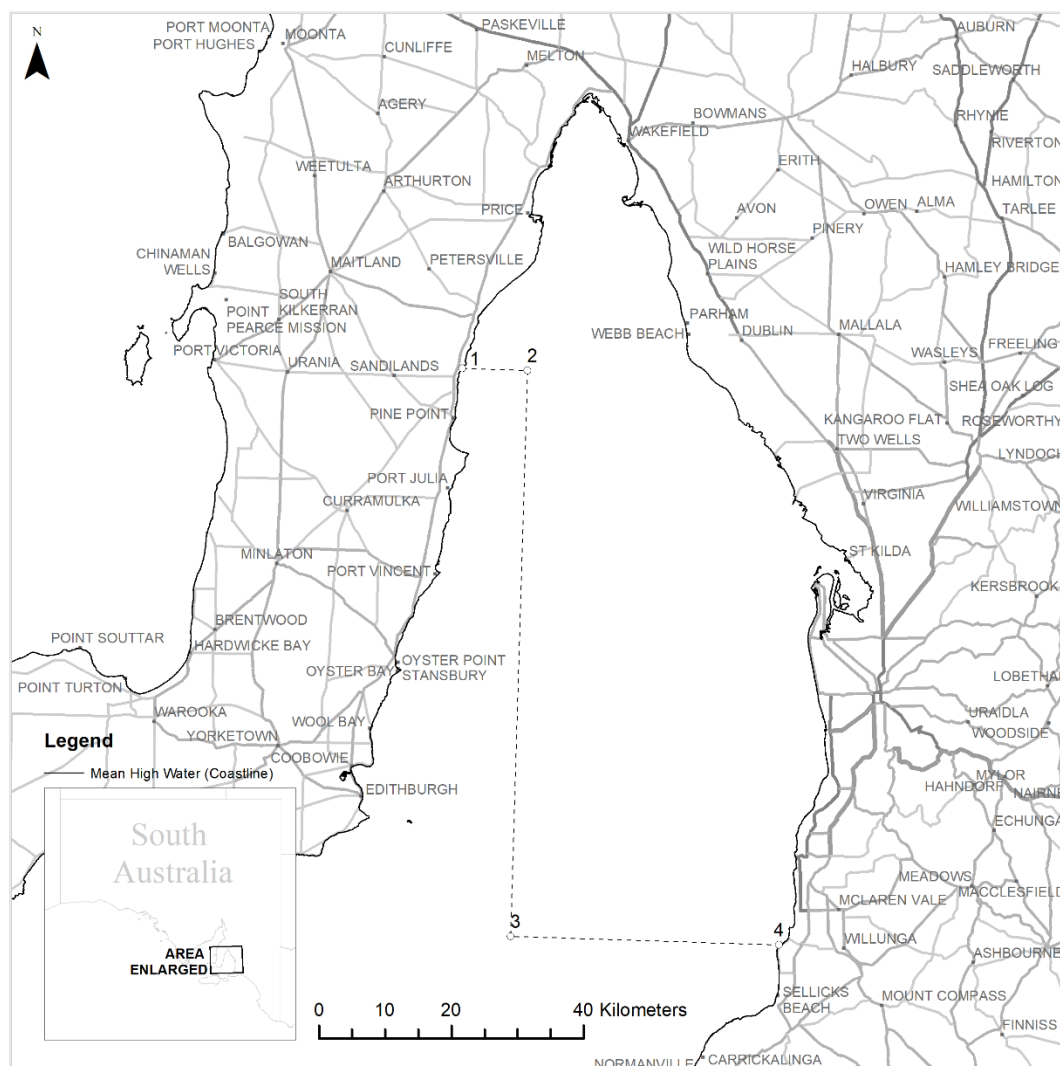 N
PORT MOONTA
PORT HUGHES
MOONTA
PASKEVILLE
AUBURN
CUNLIFFE
MELTON
HALBURY
SADDLEWORTH
AGERY
BOWMANS
RHYNIE
WAKEFIELD
RIVERTON
WEETULTA
ERITH
ARTHURTON
HAMILTON
PRICE
AVON
OWEN
ALMA
TARLEE
BALGOWAN
PINERY
CHINAMAN
WELLS
MAITLAND
PETERSVILLE
WILD HORSE
PLAINS
HAMLEY BRIDGE
SOUTH
KILKERRAN
POINT
PEARCE MISSION
PARHAM
WEBB BEACH
DUBLIN
MALLALA
PORT VICTORIA
URANIA
SANDILANDS
1
2
WASLEYS
FREELING
SHEA OAK LOG
PINE POINT
KANGAROO FLAT
ROSEWORTHY
TWO WELLS
LYNDOCH
PORT JULIA
CURRAMULKA
VIRGINIA
WILLIAMSTOWN
MINLATON
PORT VINCENT
ST KILDA
KERSBROOK
BRENTWOOD
POINT SOUTTAR
HARDWICKE BAY
OYSTER BAY
OYSTER POINT
STANSBURY
POINT TURTON
LOBETHAL
WAROOKA
WOOL BAY
URAIDLA
WOODSIDE
YORKETOWN
Legend
COOBOWIE
Mean High Water (Coastline)
EDITHBURGH
MYLOR
HAHNDORF
NAIRNE
ECHUNGA
South
Australia
MEADOWS
MACCLESFIELD
MCLAREN VALE
3
4
WILLUNGA
ASHBOURNE
AREA
ENLARGED
SELLICKS
BEACH
MOUNT COMPASS
0 10 20 40 Kilometers
FINNISS
NORMANVILLE
CARRICKALINGA